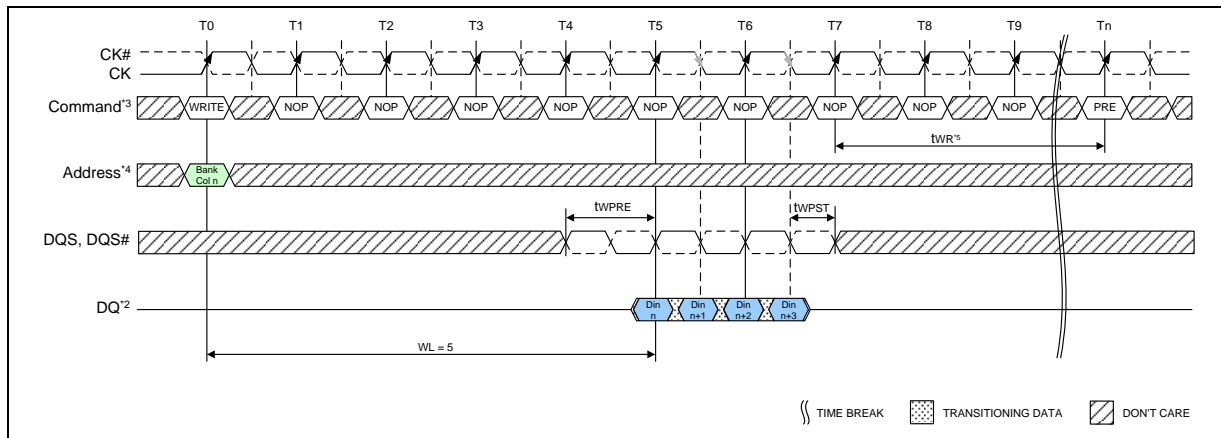 T0 T1 T2 T3 T4 T5 T6 T7 T8 T9 Tn
CK#
CK
Command*3 WRITE NOP NOP NOP NOP NOP NOP NOP NOP NOP PRE
tWR*5
Address*4 Bank
Col n
tWPRE tWPST
DQS, DQS#
DQ*2 Din n Din n+1 Din n+2 Din n+3
WL = 5
TIME BREAK TRANSITIONING DATA DON'T CARE